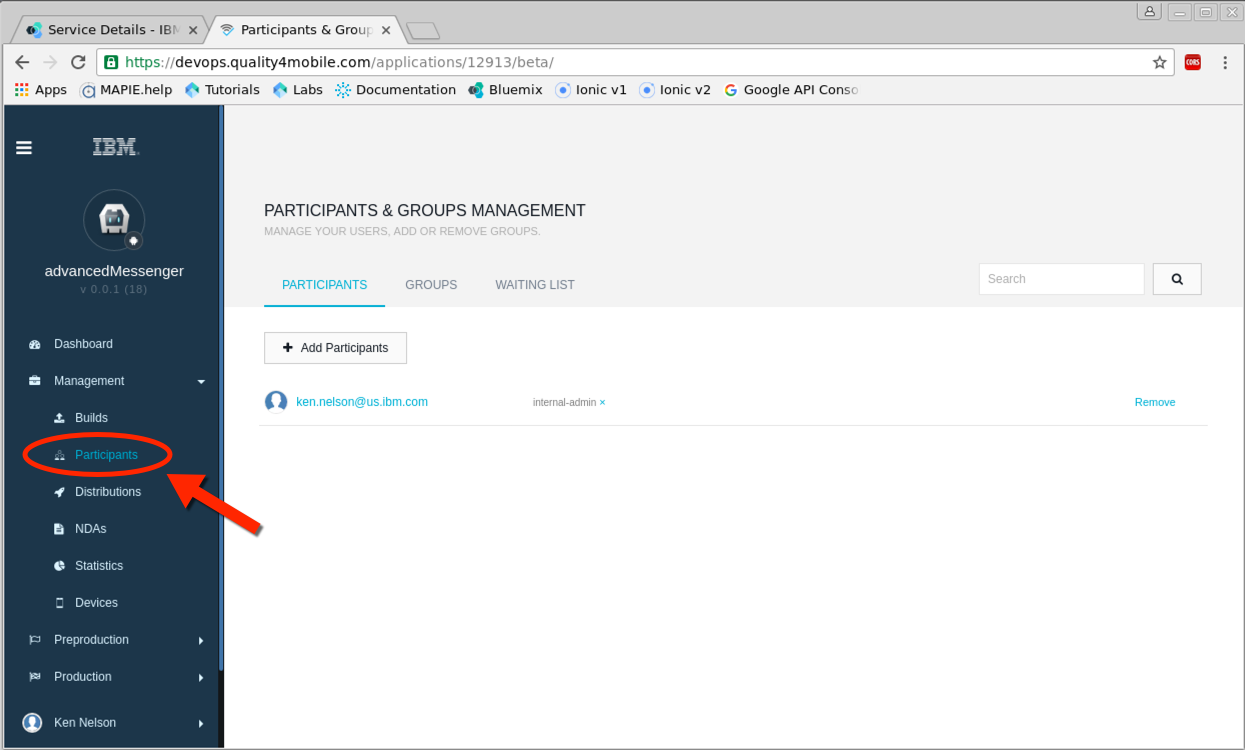 Service Details - IBM
Participants & Group
https://devops.quality4mobile.com/applications/12913/beta/
CORS
Apps MAPIE.help Tutorials Labs Documentation Bluemix Ionic v1 Ionic v2 Google API Conso
IBM
advancedMessenger
v 0.0.1 (18)
Dashboard
Management
Builds
Participants
Distributions
NDAs
Statistics
Devices
Preproduction
Production
Ken Nelson
PARTICIPANTS & GROUPS MANAGEMENT
MANAGE YOUR USERS, ADD OR REMOVE GROUPS.
PARTICIPANTS GROUPS WAITING LIST
Search
Add Participants
ken.nelson@us.ibm.com internal-admin × Remove